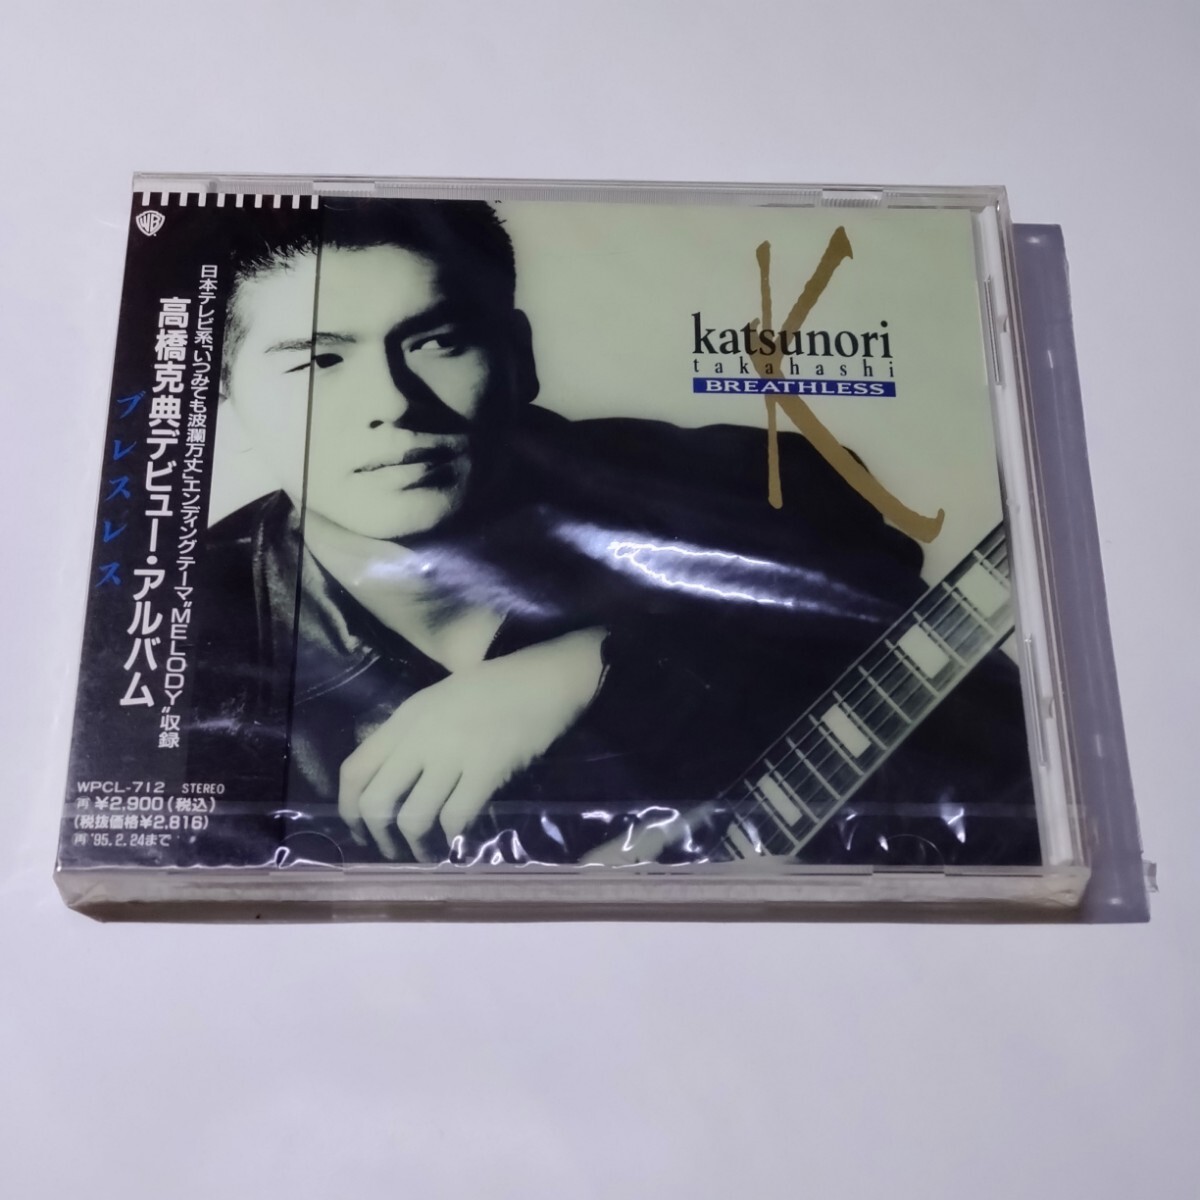 WB
日本テレビ系「いつみても波瀾万丈」エンディングテーマ“MELODY”収録
高橋克典デビュー・アルバム
ブレスレス
WPCL-712 STEREO
再 ¥2,900(税込)
(税抜価格¥2,816)
再 '95.2.24まで
K
katsunori
takahashi
BREATHLESS